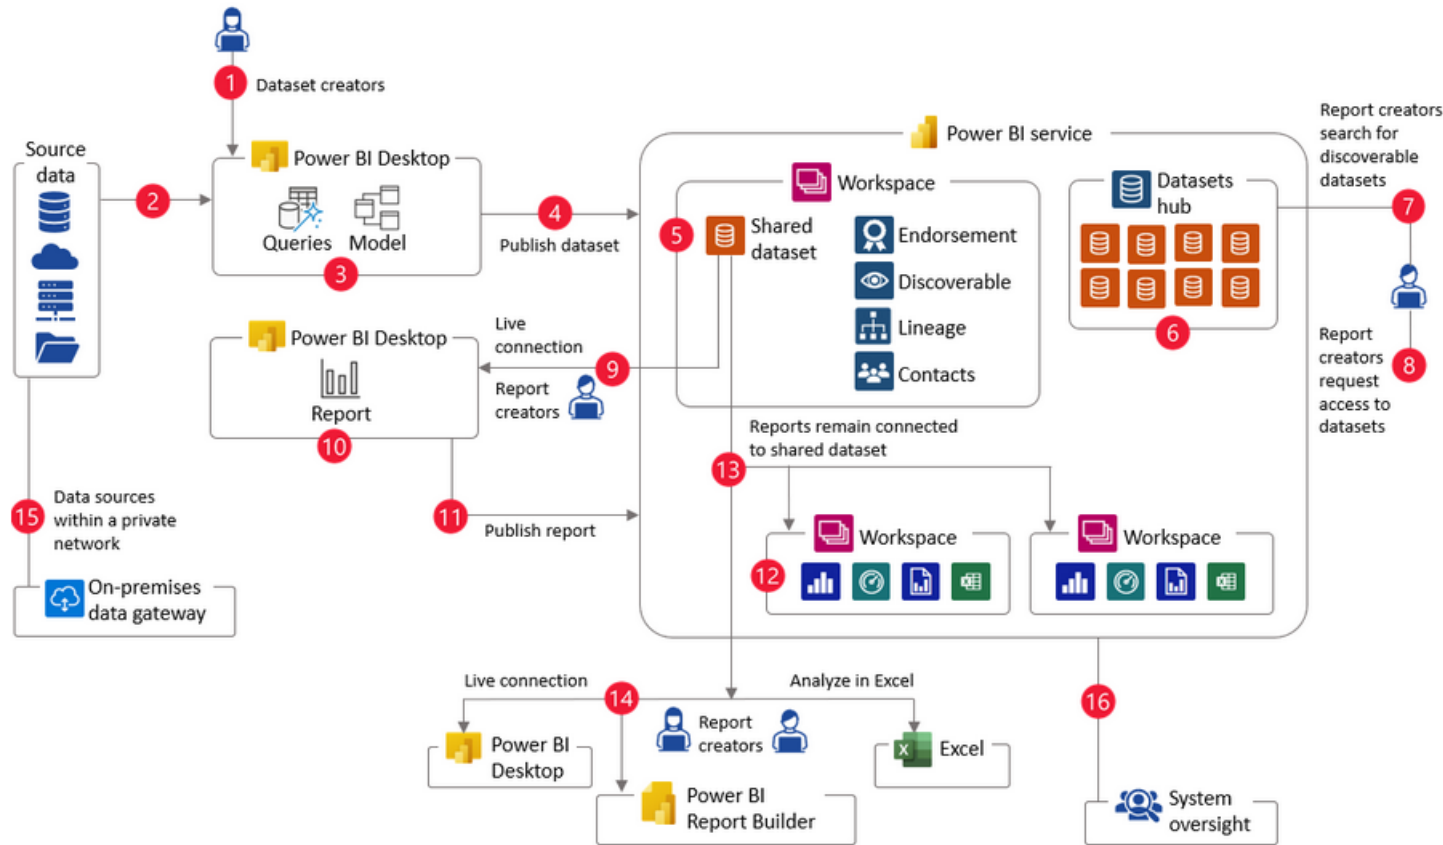 1
Dataset creators
Source
data
2
Power BI Desktop
Queries
Model
3
4
Publish dataset
Power BI service
Workspace
5
Shared
dataset
Endorsement
Discoverable
Lineage
Contacts
Datasets
hub
6
Report creators
search for
discoverable
datasets
7
8
Report
creators
request
access to
datasets
Power BI Desktop
Report
10
Live
connection
9
Report
creators
11
Publish report
Reports remain connected
to shared dataset
13
12
Workspace
Workspace
15
Data sources
within a private
network
On-premises
data gateway
Live connection
14
Analyze in Excel
Report
creators
Power BI
Desktop
Power BI
Report Builder
X
Excel
16
System
oversight